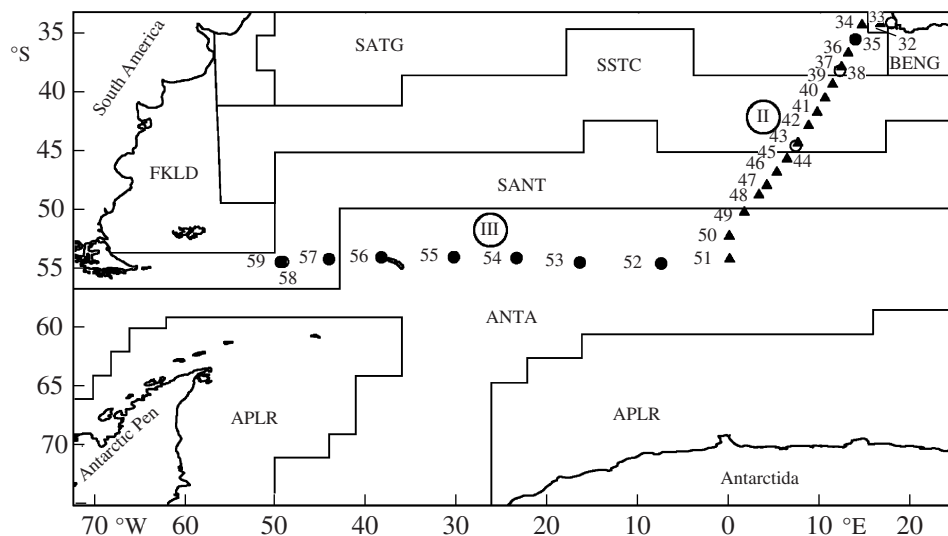 35
°S
40
45
50
55
60
65
70
South America
SATG
SSTC
BENG
34
33
35
32
36
37
38
39
40
41
42
43
44
45
46
47
48
49
50
51
II
FKLD
SANT
III
59
58
57
56
55
54
53
52
ANTA
APLR
APLR
Antarctic Pen
Antarctida
70 °W 60 50 40 30 20 10 0 10 °E 20